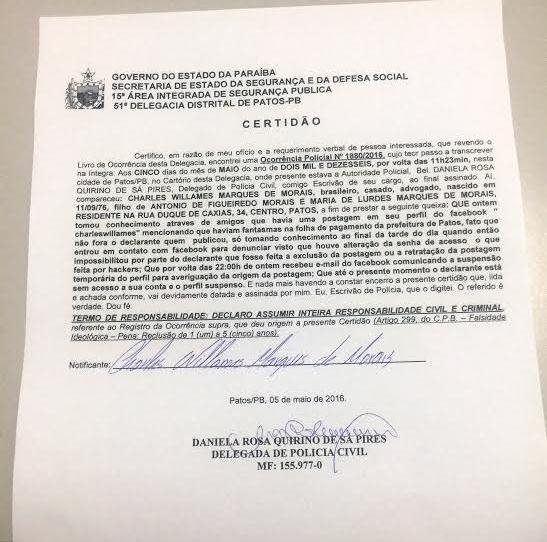 GOVERNO DO ESTADO DA PARAÍBA
SECRETARIA DE ESTADO DA SEGURANÇA E DA DEFESA SOCIAL
15ª ÁREA INTEGRADA DE SEGURANÇA PUBLICA
51ª DELEGACIA DISTRITAL DE PATOS-PB
CERTIDÃO
Certifico, em razão de meu ofício e a requerimento verbal de pessoa interessada, que revendo o
Livro de Ocorrência desta Delegacia, encontrei uma Ocorrência Policial Nº 1880/2016, cujo teor passo a transcrever
na íntegra: Aos CINCO dias do mês de MAIO do ano de DOIS MIL E DEZESSEIS, por volta das 11h23min, nesta
cidade de Patos/PB, no Cartório desta Delegacia, onde presente estava a Autoridade Policial, Bel. DANIELA ROSA
QUIRINO DE SÁ PIRES, Delegado de Polícia Civil, comigo Escrivão de seu cargo, ao final assinado. Aí,
compareceu: CHARLES WILLAMES MARQUES DE MORAIS, brasileiro, casado, advogado, nascido em
11/09/76, filho de ANTONIO DE FIGUEIREDO MORAIS E MARIA DE LURDES MARQUES DE MORAIS,
RESIDENTE NA RUA DUQUE DE CAXIAS, 34, CENTRO, PATOS, a fim de prestar a seguinte queixa: QUE ontem
tomou conhecimento atraves de amigos que havia uma postagem em seu perfil do facebook "
charleswillames" mencionando que haviam fantasmas na folha de pagamento da prefeitura de Patos, fato que
não fora o declarante quem publicou, só tomando conhecimento ao final da tarde do dia quando então
entrou em contato com facebook para denunciar visto que houve alteração da senha de acesso o que
impossibilitou por parte do declarante que fosse feita a exclusão da postagem ou a retratação da postagem
feita por hackers; Que por volta das 22:00h de ontem recebeu e-mail do facebook comunicando a suspensão
temporária do perfil para averiguação da origem da postagem; Que até o presente momento o declarante está
sem acesso a sua conta e o perfil suspenso. E nada mais havendo a constar encerro a presente certidão que, lida
e achada conforme, vai devidamente datada e assinada por mim. Eu, Escrivão de Polícia, que o digitei. O referido é
verdade. Dou fé.
TERMO DE RESPONSABILIDADE: DECLARO ASSUMIR INTEIRA RESPONSABILIDADE CIVIL E CRIMINAL,
referente ao Registro da Ocorrência supra, que deu origem a presente Certidão (Artigo 299, do C.P.B. – Falsidade
Ideológica – Pena: Reclusão de 1 (um) a 5 (cinco) anos).
Notificante: Charles Willames Marques de Morais
Patos/PB, 05 de maio de 2016.
DANIELA ROSA QUIRINO DE SÁ PIRES
DELEGADA DE POLICIA CIVIL
MF: 155.977-0